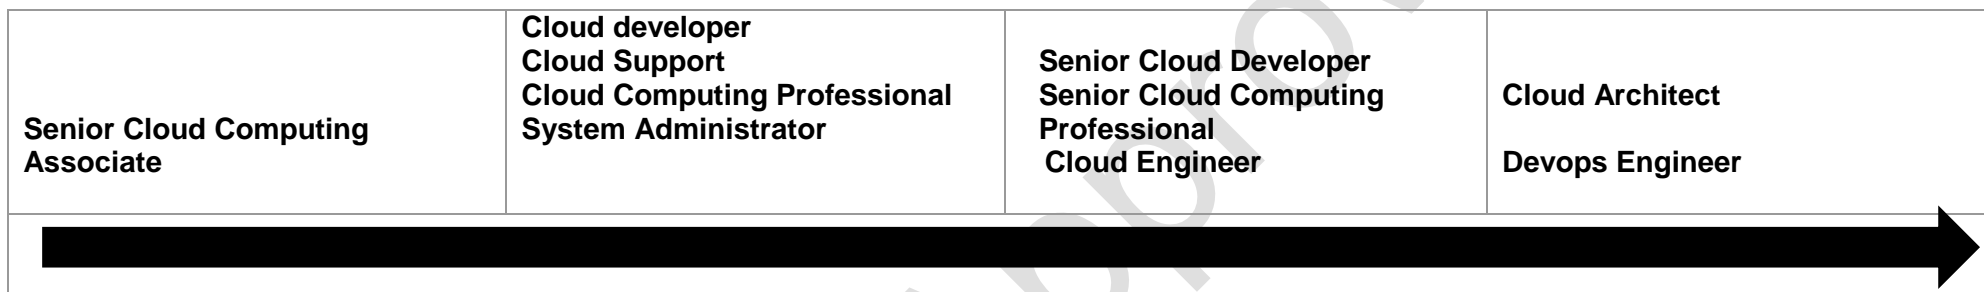 Senior Cloud Computing
Associate
Cloud developer
Cloud Support
Cloud Computing Professional
System Administrator
Senior Cloud Developer
Senior Cloud Computing
Professional
Cloud Engineer
Cloud Architect
Devops Engineer